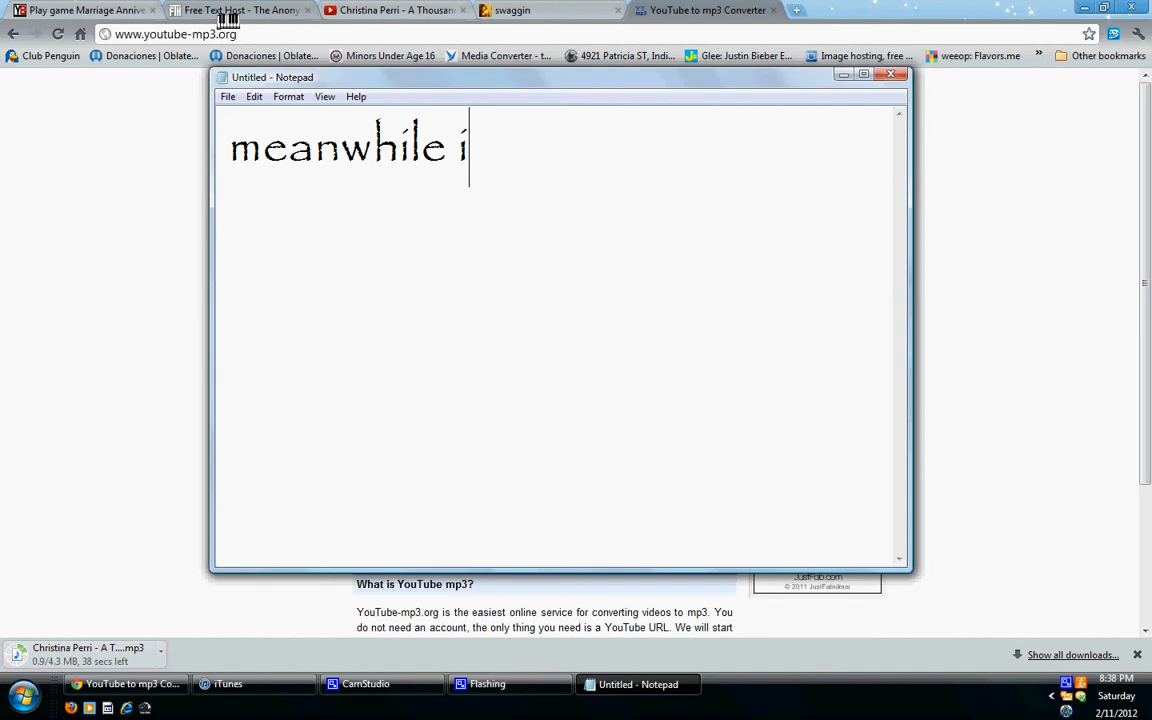 Play game Marriage Annive
Free Text Host - The Anony
Christina Perri - A Thousan
swaggin
YouTube to mp3 Converter
www.youtube-mp3.org
Club Penguin
Donaciones | Oblate...
Donaciones | Oblate...
Minors Under Age 16
Media Converter - t...
4921 Patricia ST, Indi...
Glee: Justin Bieber E...
Image hosting, free ...
weeop: Flavors.me
»
Other bookmarks
Untitled - Notepad
File Edit Format View Help
meanwhile i
JustFab.com
© 2011 JustFabulous
What is YouTube mp3?
YouTube-mp3.org is the easiest online service for converting videos to mp3. You
do not need an account, the only thing you need is a YouTube URL. We will start
Christina Perri - A T....mp3
0.9/4.3 MB, 38 secs left
Show all downloads...
YouTube to mp3 Co...
iTunes
CamStudio
Flashing
Untitled - Notepad
8:38 PM
Saturday
2/11/2012